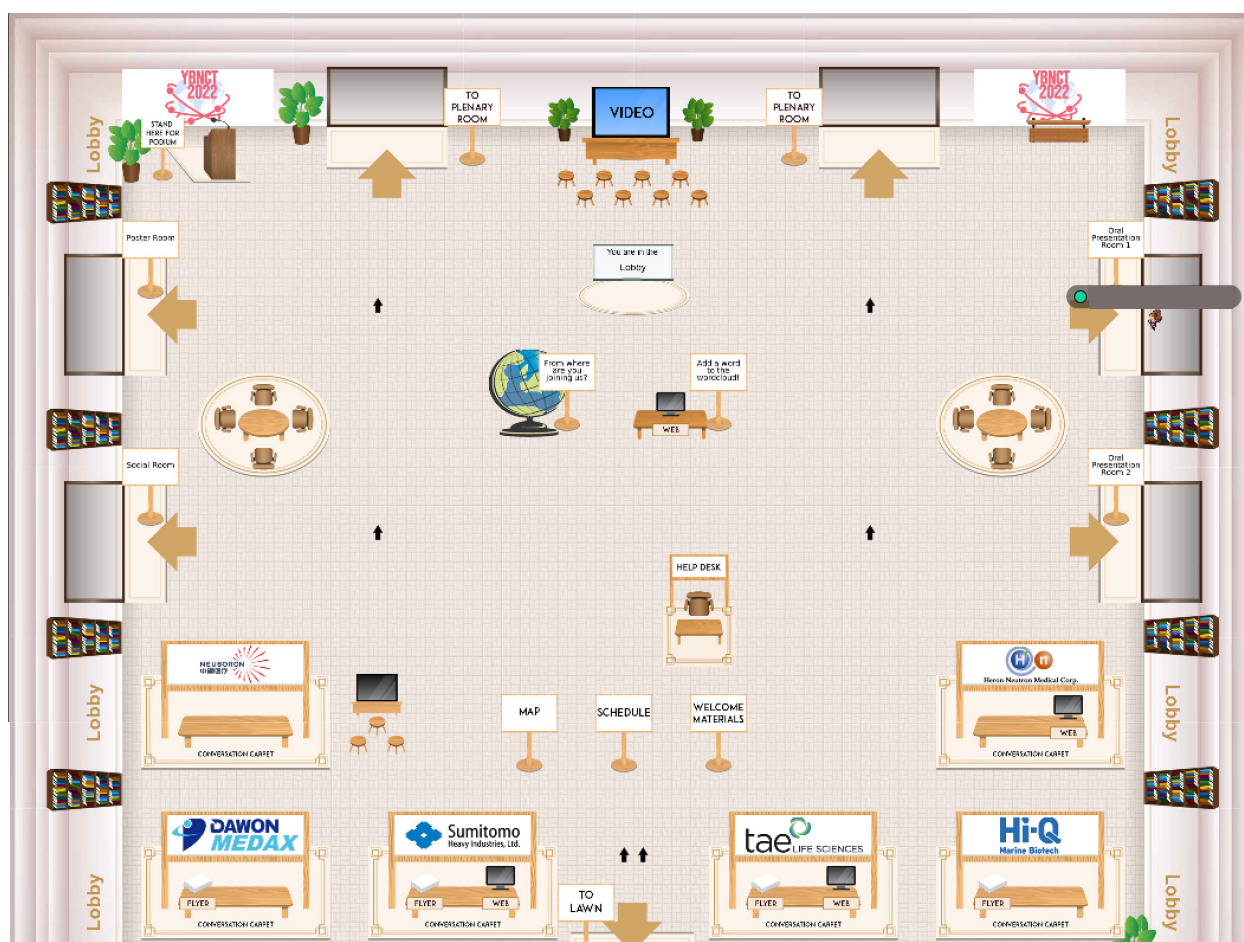 YBNCT
2022
YBNCT
2022
STAND
HERE FOR
PODIUM
TO
PLENARY
ROOM
VIDEO
TO
PLENARY
ROOM
Lobby
Lobby
Poster Room
Oral
Presentation
Room 1
You are in the
Lobby
From where
are you
joining us?
Add a word
to the
wordcloud!
WEB
Social Room
Oral
Presentation
Room 2
HELP DESK
NEUBORON
中硼医疗
Heron Neutron Medical Corp.
MAP
SCHEDULE
WELCOME
MATERIALS
Lobby
Lobby
WEB
CONVERSATION CARPET
CONVERSATION CARPET
DAWON
MEDAX
Sumitomo
Heavy Industries, Ltd.
tae LIFE SCIENCES
Hi-Q
Marine Biotech
Lobby
Lobby
FLYER
FLYER
WEB
TO
LAWN
FLYER
WEB
FLYER
CONVERSATION CARPET
CONVERSATION CARPET
CONVERSATION CARPET
CONVERSATION CARPET